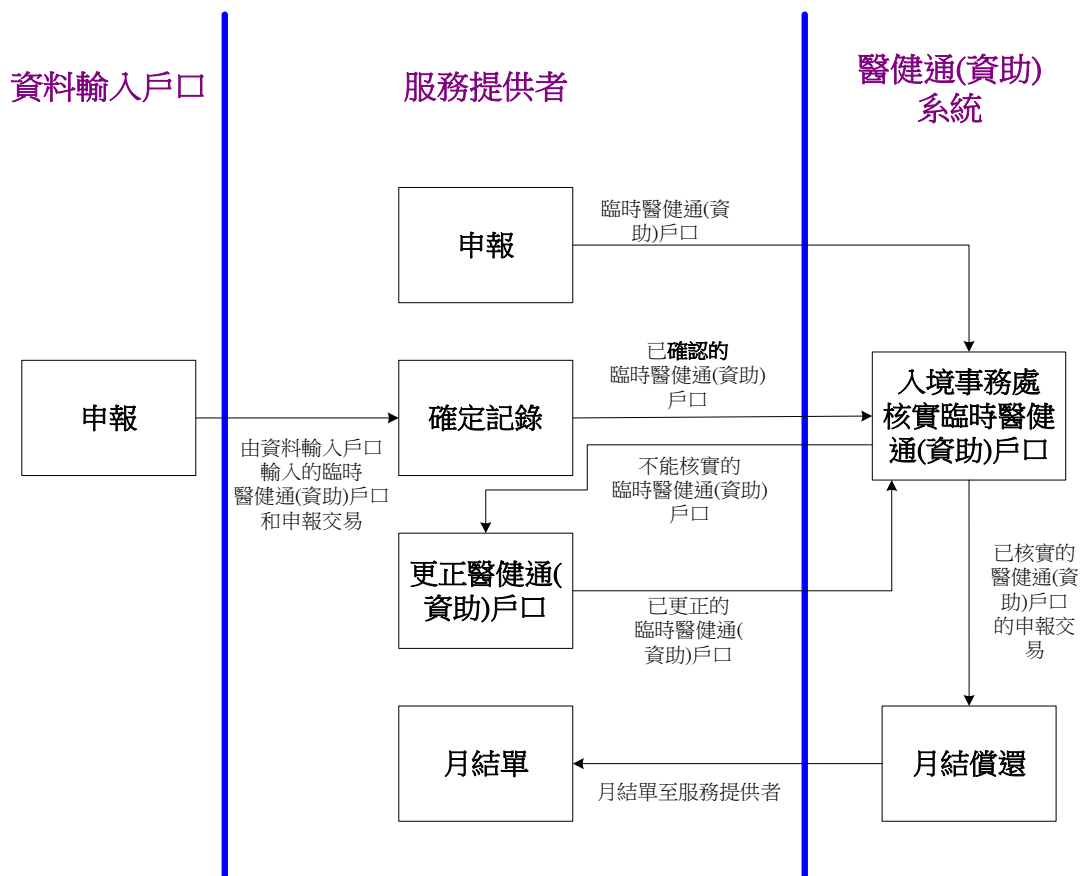 資料輸入戶口
服務提供者
醫健通(資助)
系統
臨時醫健通(資
助)戶口
申報
已確認的
臨時醫健通(資助)
戶口
申報
確定記錄
入境事務處
核實臨時醫健
通(資助)戶口
由資料輸入戶口
輸入的臨時
醫健通(資助)戶口
和申報交易
不能核實的
臨時醫健通(資助)
戶口
更正醫健通(
資助)戶口
已更正的
臨時醫健通(
資助)戶口
已核實的
醫健通(資
助)戶口
的申報交
易
月結單
月結單至服務提供者
月結償還